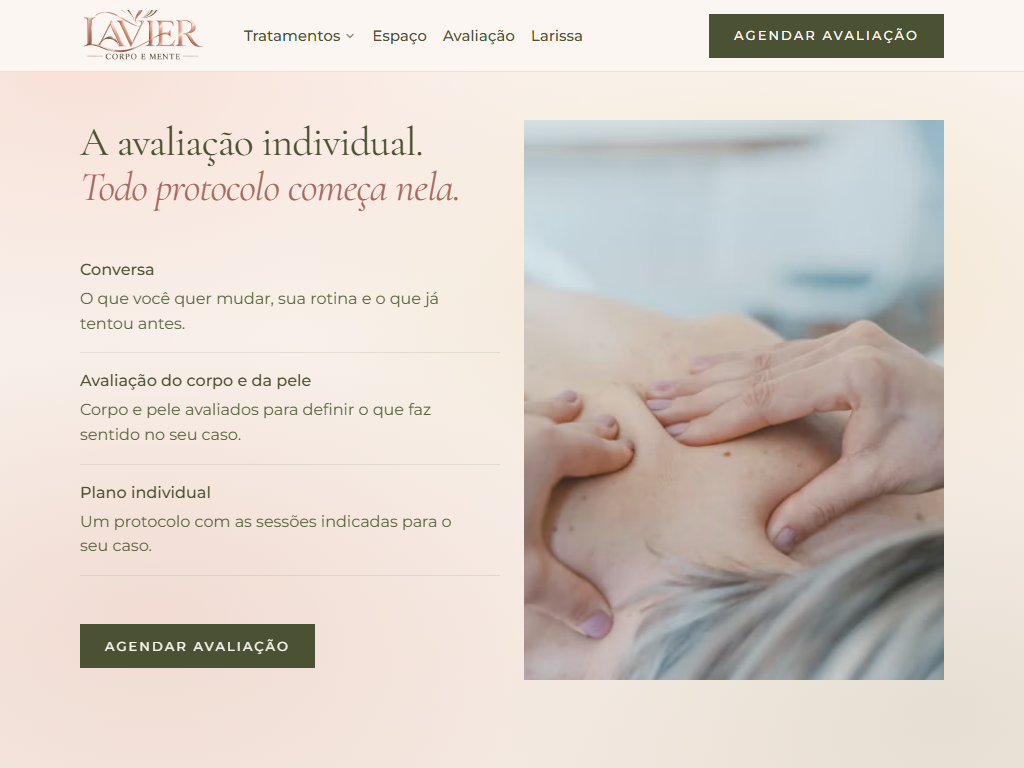 LAVIER
CORPO E MENTE
Tratamentos
Espaço
Avaliação
Larissa
AGENDAR AVALIAÇÃO
A avaliação individual.
Todo protocolo começa nela.
Conversa
O que você quer mudar, sua rotina e o que já
tentou antes.
Avaliação do corpo e da pele
Corpo e pele avaliados para definir o que faz
sentido no seu caso.
Plano individual
Um protocolo com as sessões indicadas para o
seu caso.
AGENDAR AVALIAÇÃO